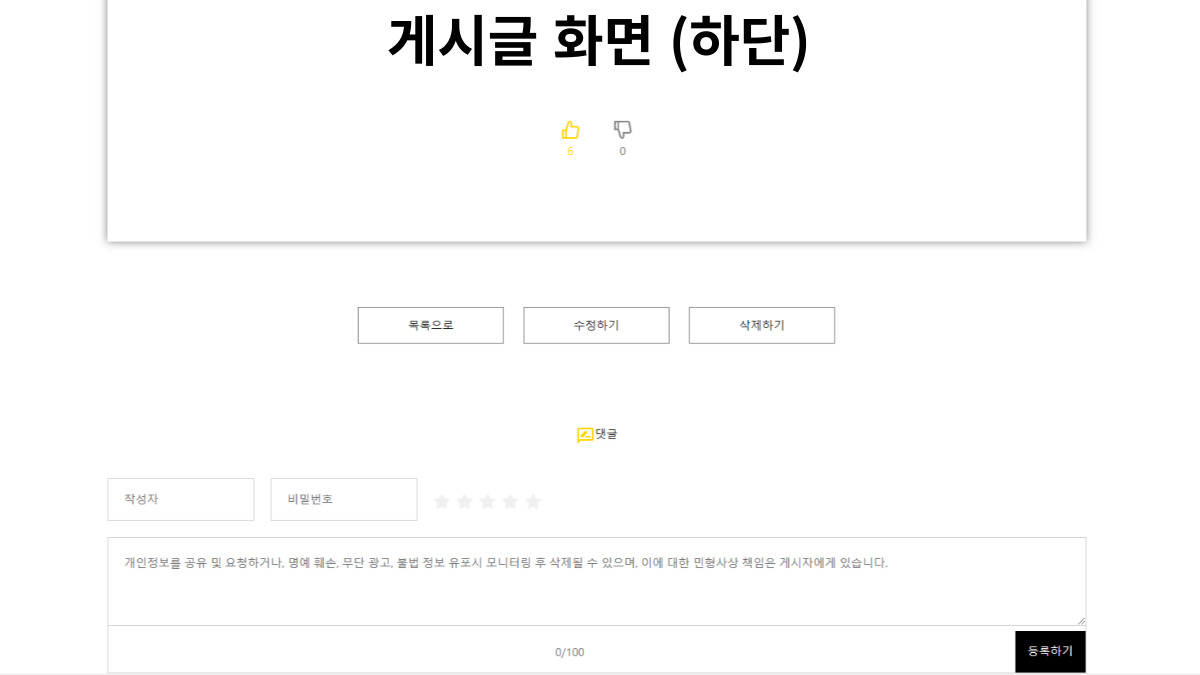 게시글 화면 (하단)
6 0
목록으로 수정하기 삭제하기
댓글
작성자 비밀번호
개인정보를 공유 및 요청하거나, 명예 훼손, 무단 광고, 불법 정보 유포시 모니터링 후 삭제될 수 있으며, 이에 대한 민형사상 책임은 게시자에게 있습니다.
0/100 등록하기